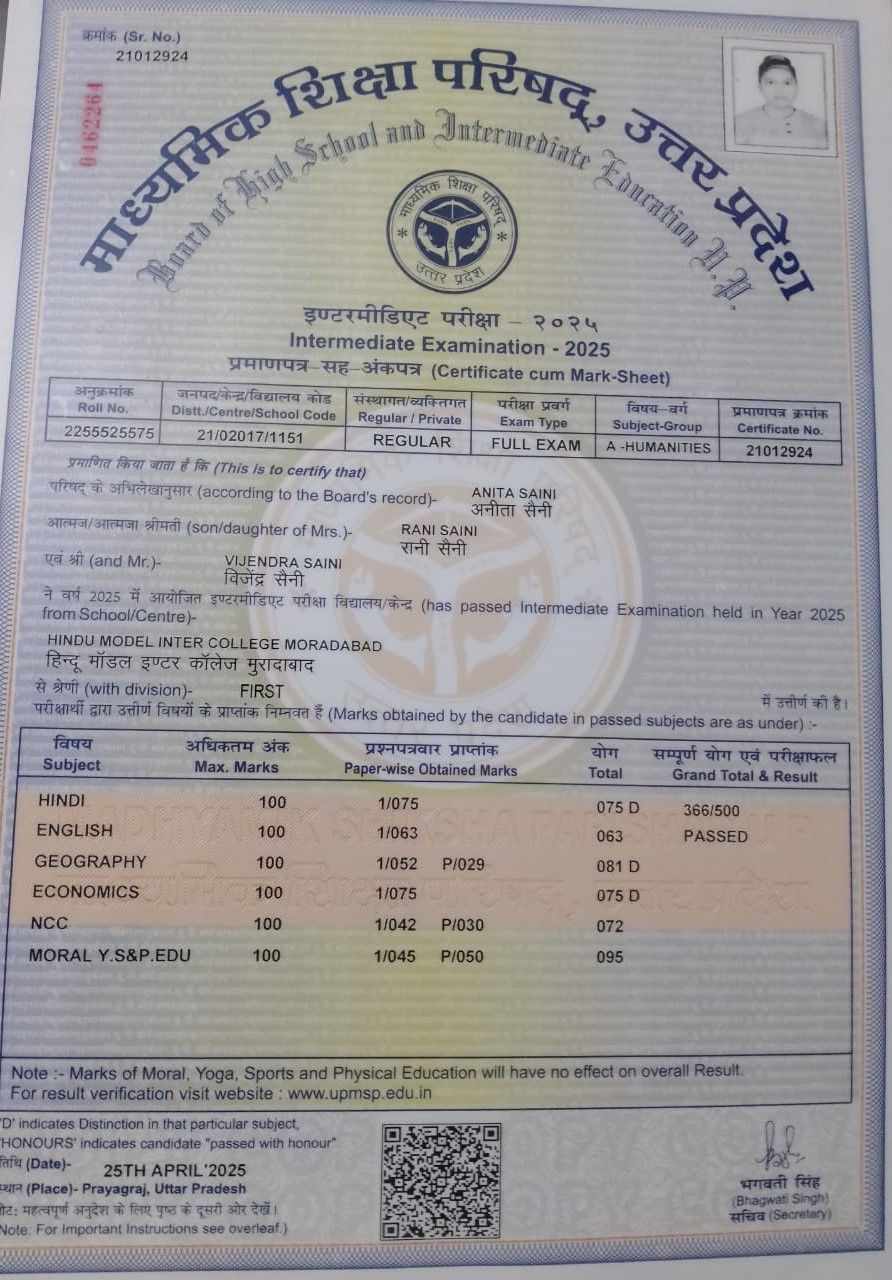 क्रमांक (Sr. No.)
21012924
0462264
माध्यमिक शिक्षा परिषद्, उत्तर प्रदेश
Board of High School and Intermediate Education U.P.
माध्यमिक शिक्षा परिषद्
उत्तर प्रदेश
इण्टरमीडिएट परीक्षा – २०२५
Intermediate Examination - 2025
प्रमाणपत्र-सह-अंकपत्र (Certificate cum Mark-Sheet)
अनुक्रमांक जनपद/केन्द्र/विद्यालय कोड संस्थागत/व्यक्तिगत परीक्षा प्रवर्ग विषय-वर्ग प्रमाणपत्र क्रमांक
Roll No. Distt./Centre/School Code Regular / Private Exam Type Subject-Group Certificate No.
2255525575 21/02017/1151 REGULAR FULL EXAM A -HUMANITIES 21012924
प्रमाणित किया जाता है कि (This is to certify that)
परिषद् के अभिलेखानुसार (according to the Board's record)- ANITA SAINI
अनीता सैनी
आत्मज/आत्मजा श्रीमती (son/daughter of Mrs.)- RANI SAINI
रानी सैनी
एवं श्री (and Mr.)- VIJENDRA SAINI
विजेंद्र सैनी
ने वर्ष 2025 में आयोजित इण्टरमीडिएट परीक्षा विद्यालय/केन्द्र (has passed Intermediate Examination held in Year 2025
from School/Centre)-
HINDU MODEL INTER COLLEGE MORADABAD
हिन्दू मॉडल इण्टर कॉलेज मुरादाबाद
से श्रेणी (with division)- FIRST में उत्तीर्ण की है।
परीक्षार्थी द्वारा उत्तीर्ण विषयों के प्राप्तांक निम्नवत हैं (Marks obtained by the candidate in passed subjects are as under) :-
विषय अधिकतम अंक प्रश्नपत्रवार प्राप्तांक योग सम्पूर्ण योग एवं परीक्षाफल
Subject Max. Marks Paper-wise Obtained Marks Total Grand Total & Result
HINDI 100 1/075 075 D 366/500
ENGLISH 100 1/063 063 PASSED
GEOGRAPHY 100 1/052 P/029 081 D
ECONOMICS 100 1/075 075 D
NCC 100 1/042 P/030 072
MORAL Y.S&P.EDU 100 1/045 P/050 095
Note :- Marks of Moral, Yoga, Sports and Physical Education will have no effect on overall Result.
For result verification visit website : www.upmsp.edu.in
'D' indicates Distinction in that particular subject,
'HONOURS' indicates candidate "passed with honour"
तिथि (Date)- 25TH APRIL'2025
स्थान (Place)- Prayagraj, Uttar Pradesh
नोट: महत्वपूर्ण अनुदेश के लिए पृष्ठ के दूसरी ओर देखें।
Note: For Important Instructions see overleaf.)
भगवती सिंह
(Bhagwati Singh)
सचिव (Secretary)